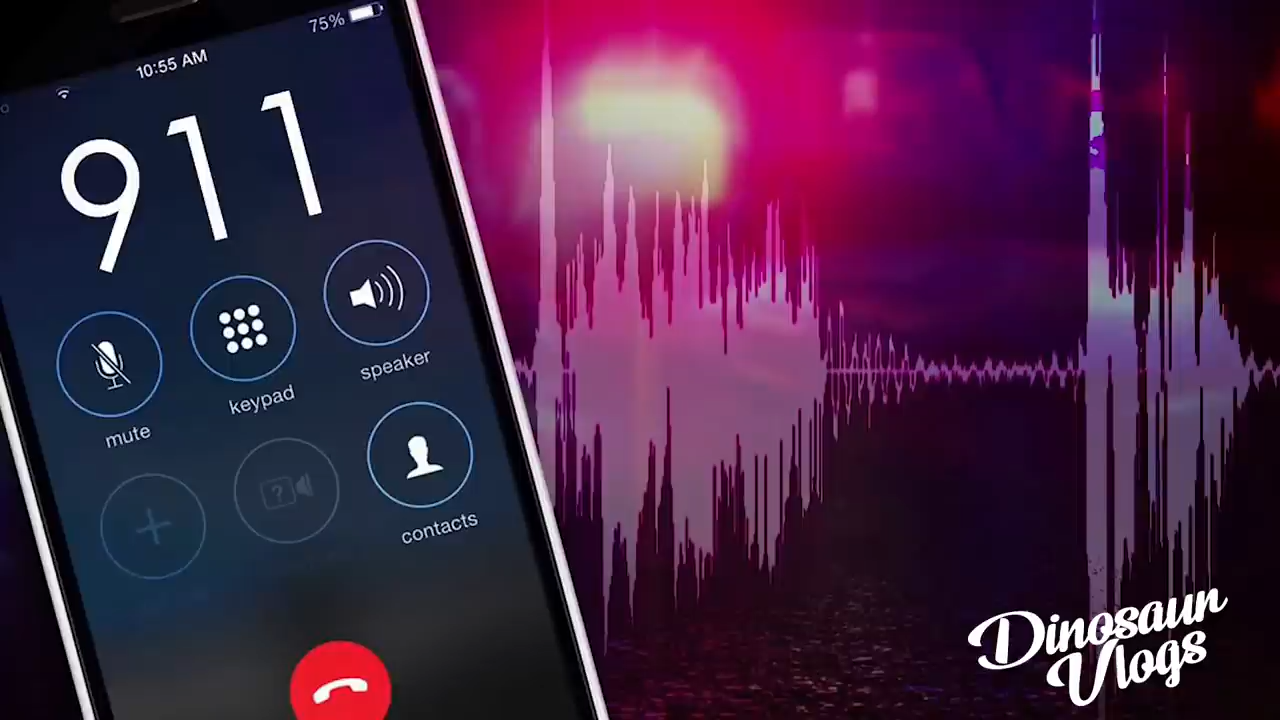 75%
10:55 AM
911
mute
keypad
speaker
contacts
Dinosaur
Vlogs